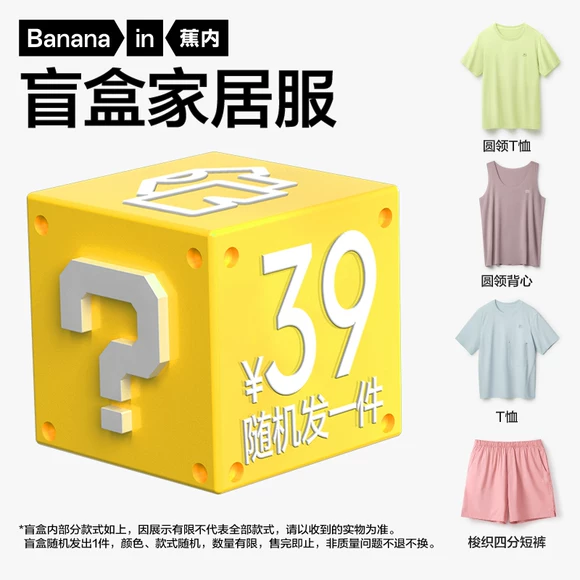 Banana in 蕉内
盲盒家居服
?
¥39
随机发一件
圆领T恤
圆领背心
T恤
梭织四分短裤
*盲盒内部分款式如上，因展示有限不代表全部款式，请以收到的实物为准。
盲盒随机发出1件，颜色、款式随机，数量有限，售完即止，非质量问题不退不换。